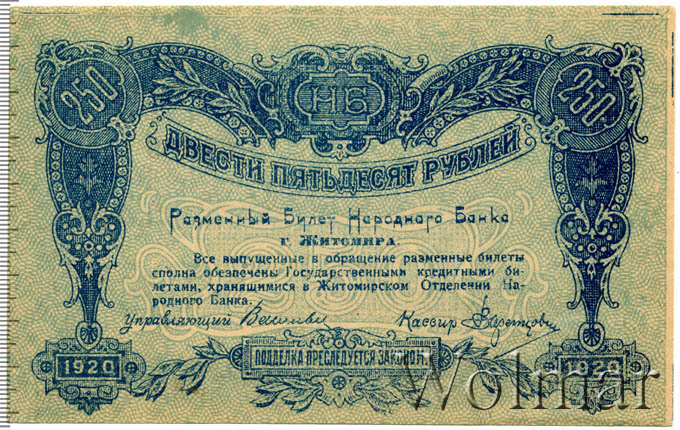 250 НБ 250
ДВЕСТИ ПЯТЬДЕСЯТ РУБЛЕЙ
Разменный Билет Народного Банка
г. Житомира.
Все выпущенные в обращение разменные билеты
сполна обезпечены Государственными кредитными би-
летами, хранящимися в Житомирском Отделении На-
родного Банка.
Управляющий Кассир
1920 ПОДДЕЛКА ПРЕСЛЕДУЕТСЯ ЗАКОНОМ 1920
Wolmar